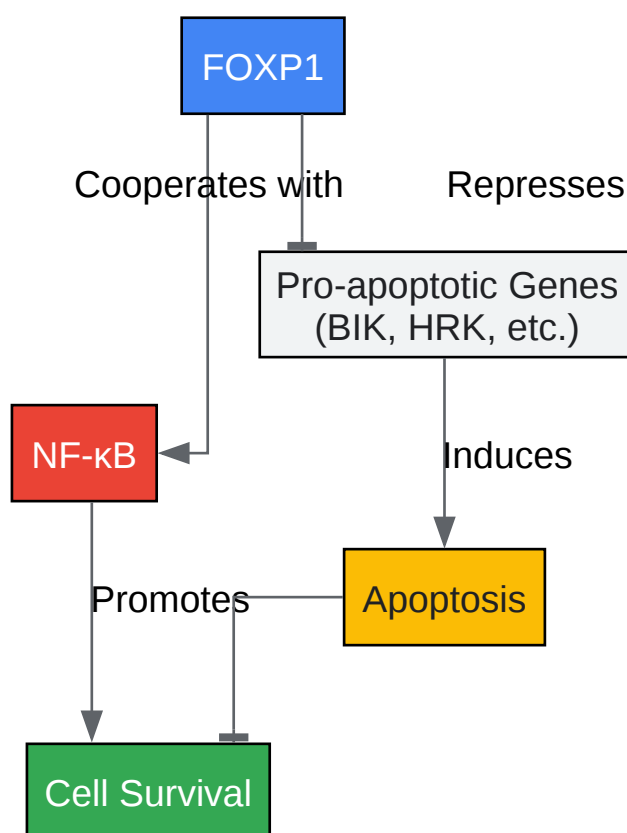 FOXP1
Cooperates with
Represses
Pro-apoptotic Genes
(BIK, HRK, etc.)
NF-κB
Induces
Promotes
Apoptosis
Cell Survival